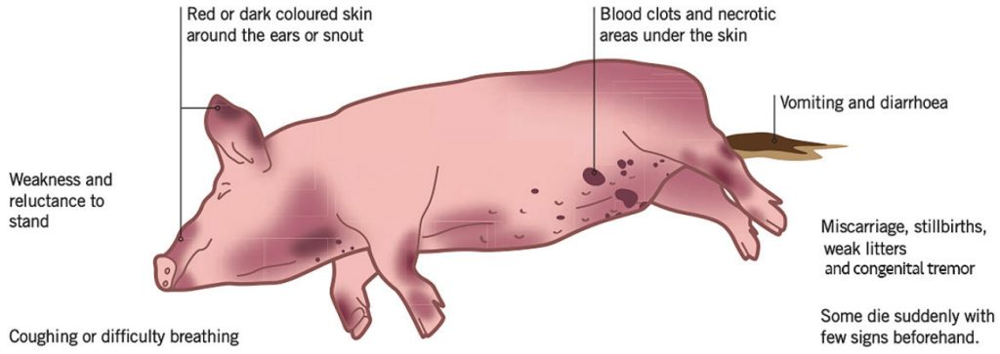 Red or dark coloured skin
around the ears or snout
Blood clots and necrotic
areas under the skin
Vomiting and diarrhoea
Weakness and
reluctance to
stand
Miscarriage, stillbirths,
weak litters
and congenital tremor
Coughing or difficulty breathing
Some die suddenly with
few signs beforehand.